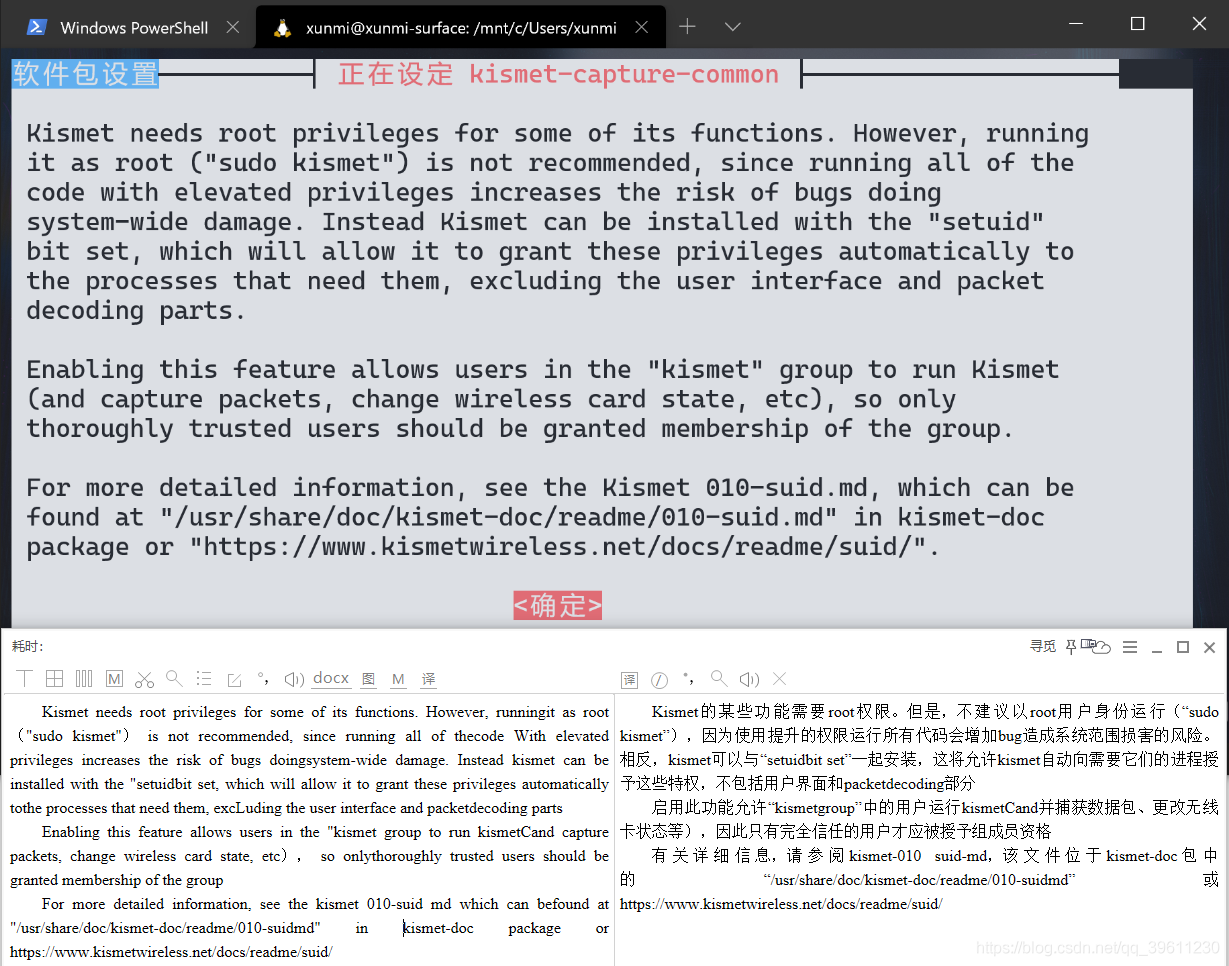 Windows PowerShell
xunmi@xunmi-surface: /mnt/c/Users/xunmi
软件包设置 正在设定 kismet-capture-common
Kismet needs root privileges for some of its functions. However, running
it as root ("sudo kismet") is not recommended, since running all of the
code with elevated privileges increases the risk of bugs doing
system-wide damage. Instead Kismet can be installed with the "setuid"
bit set, which will allow it to grant these privileges automatically to
the processes that need them, excluding the user interface and packet
decoding parts.
Enabling this feature allows users in the "kismet" group to run Kismet
(and capture packets, change wireless card state, etc), so only
thoroughly trusted users should be granted membership of the group.
For more detailed information, see the Kismet 010-suid.md, which can be
found at "/usr/share/doc/kismet-doc/readme/010-suid.md" in kismet-doc
package or "https://www.kismetwireless.net/docs/readme/suid/".
<确定>
耗时:
寻觅
M docx 图 M 译
译
Kismet needs root privileges for some of its functions. However, runningit as root
（"sudo kismet"） is not recommended, since running all of thecode With elevated
privileges increases the risk of bugs doingsystem-wide damage. Instead kismet can be
installed with the "setuidbit set, which will allow it to grant these privileges automatically
tothe processes that need them, excLuding the user interface and packetdecoding parts
Enabling this feature allows users in the "kismet group to run kismetCand capture
packets, change wireless card state, etc）， so onlythoroughly trusted users should be
granted membership of the group
For more detailed information, see the kismet 010-suid md which can befound at
"/usr/share/doc/kismet-doc/readme/010-suidmd" in kismet-doc package or
https://www.kismetwireless.net/docs/readme/suid/
Kismet的某些功能需要root权限。但是，不建议以root用户身份运行（“sudo
kismet”），因为使用提升的权限运行所有代码会增加bug造成系统范围损害的风险。
相反，kismet可以与“setuidbit set”一起安装，这将允许kismet自动向需要它们的进程授
予这些特权，不包括用户界面和packetdecoding部分
启用此功能允许“kismetgroup”中的用户运行kismetCand并捕获数据包、更改无线
卡状态等），因此只有完全信任的用户才应被授予组成员资格
有关详细信息，请参阅kismet-010 suid-md，该文件位于kismet-doc包中
的 “/usr/share/doc/kismet-doc/readme/010-suidmd” 或
https://www.kismetwireless.net/docs/readme/suid/
https://blog.csdn.net/qq_39611230